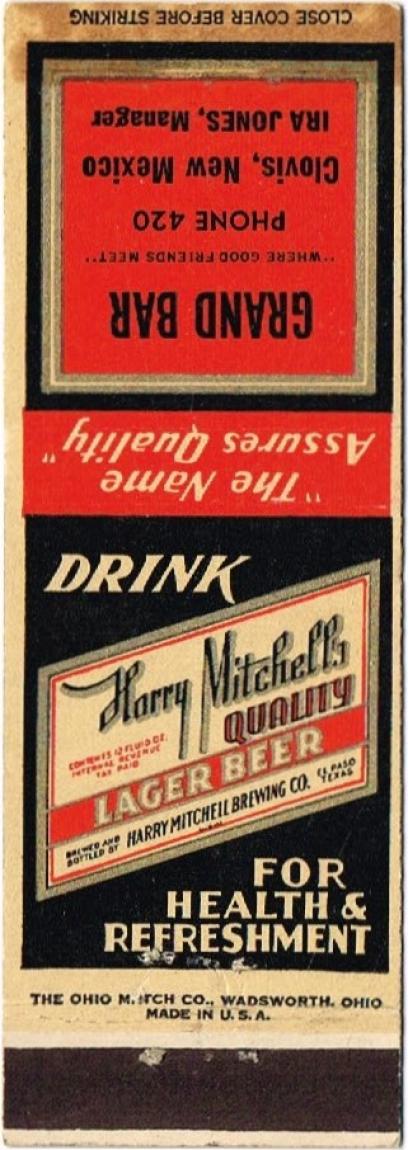 CLOSE COVER BEFORE STRIKING
GRAND BAR
"WHERE GOOD FRIENDS MEET"
PHONE 420
Clovis, New Mexico
IRA JONES, Manager
"The Name
Assures Quality"
DRINK
Harry Mitchell's
QUALITY
CONTENTS 12 FLUID OZ.
INTERNAL REVENUE
TAX PAID
LAGER BEER
BREWED AND
BOTTLED BY
HARRY MITCHELL BREWING CO.
EL PASO
TEXAS
FOR
HEALTH &
REFRESHMENT
THE OHIO MATCH CO., WADSWORTH, OHIO
MADE IN U.S.A.